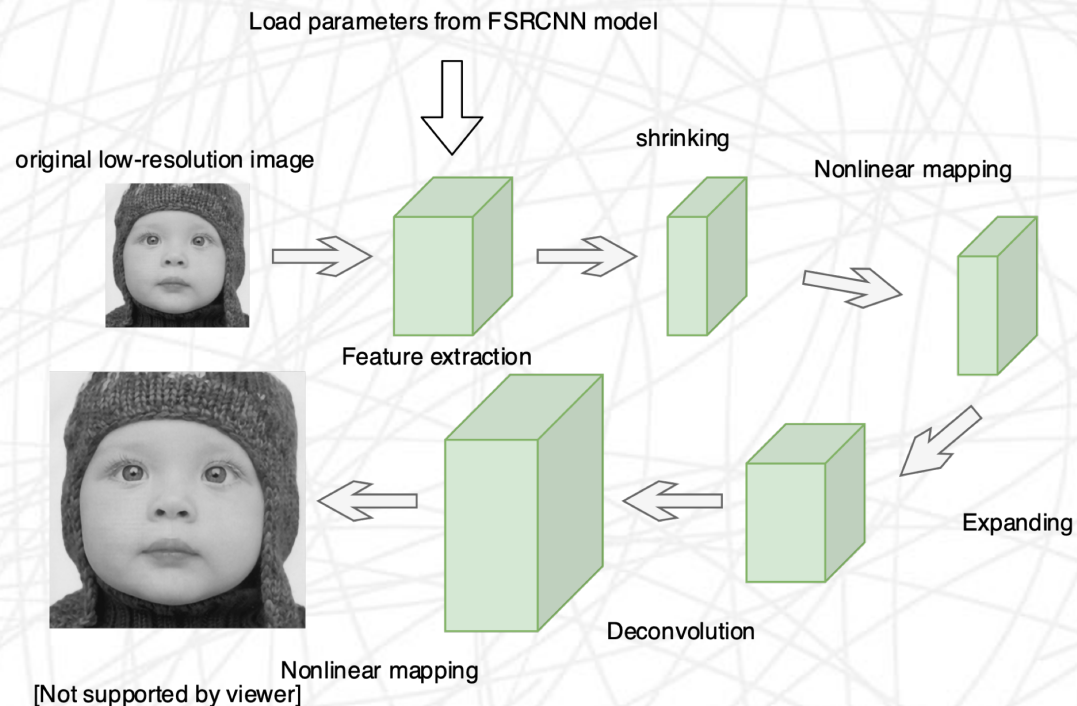 Load parameters from FSRCNN model
shrinking
original low-resolution image
Nonlinear mapping
Feature extraction
Expanding
Deconvolution
Nonlinear mapping
[Not supported by viewer]